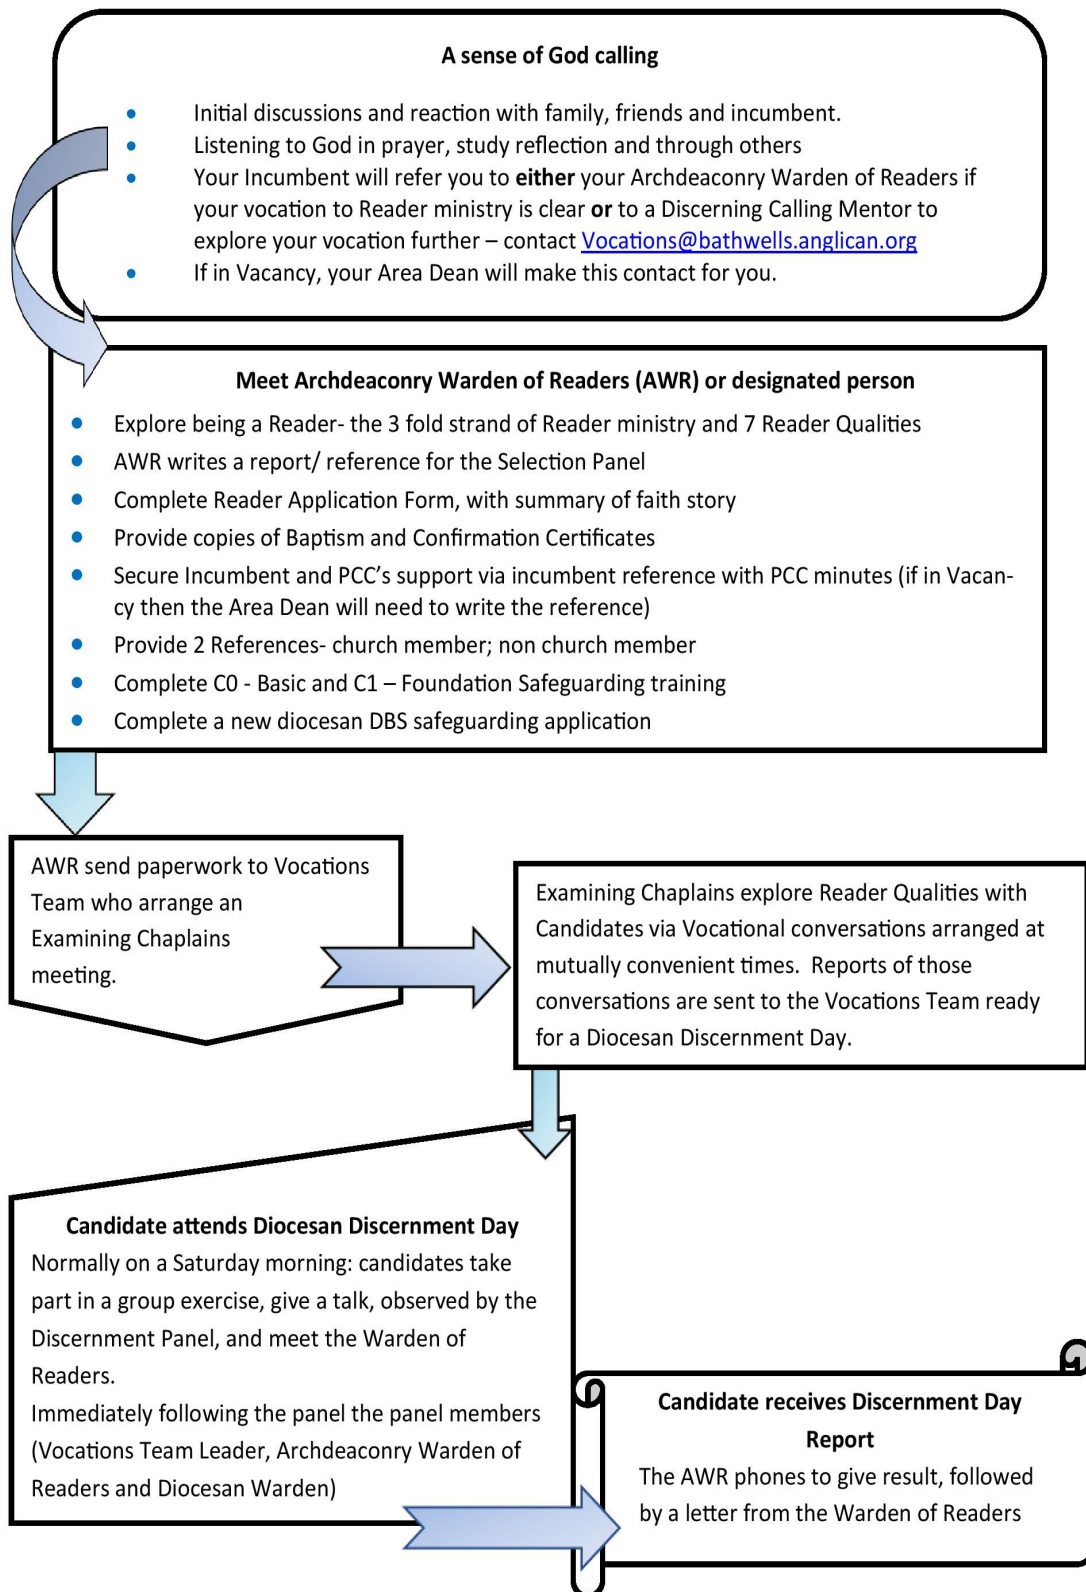 A sense of God calling
Initial discussions and reaction with family, friends and incumbent.
Listening to God in prayer, study reflection and through others
Your Incumbent will refer you to either your Archdeaconry Warden of Readers if
your vocation to Reader ministry is clear or to a Discerning Calling Mentor to
explore your vocation further – contact Vocations@bathwells.anglican.org
If in Vacancy, your Area Dean will make this contact for you.
Meet Archdeaconry Warden of Readers (AWR) or designated person
Explore being a Reader- the 3 fold strand of Reader ministry and 7 Reader Qualities
AWR writes a report/ reference for the Selection Panel
Complete Reader Application Form, with summary of faith story
Provide copies of Baptism and Confirmation Certificates
Secure Incumbent and PCC's support via incumbent reference with PCC minutes (if in Vacan-
cy then the Area Dean will need to write the reference)
Provide 2 References- church member; non church member
Complete C0 - Basic and C1 – Foundation Safeguarding training
Complete a new diocesan DBS safeguarding application
AWR send paperwork to Vocations
Team who arrange an
Examining Chaplains
meeting.
Examining Chaplains explore Reader Qualities with
Candidates via Vocational conversations arranged at
mutually convenient times. Reports of those
conversations are sent to the Vocations Team ready
for a Diocesan Discernment Day.
Candidate attends Diocesan Discernment Day
Normally on a Saturday morning: candidates take
part in a group exercise, give a talk, observed by the
Discernment Panel, and meet the Warden of
Readers.
Immediately following the panel the panel members
(Vocations Team Leader, Archdeaconry Warden of
Readers and Diocesan Warden)
Candidate receives Discernment Day
Report
The AWR phones to give result, followed
by a letter from the Warden of Readers